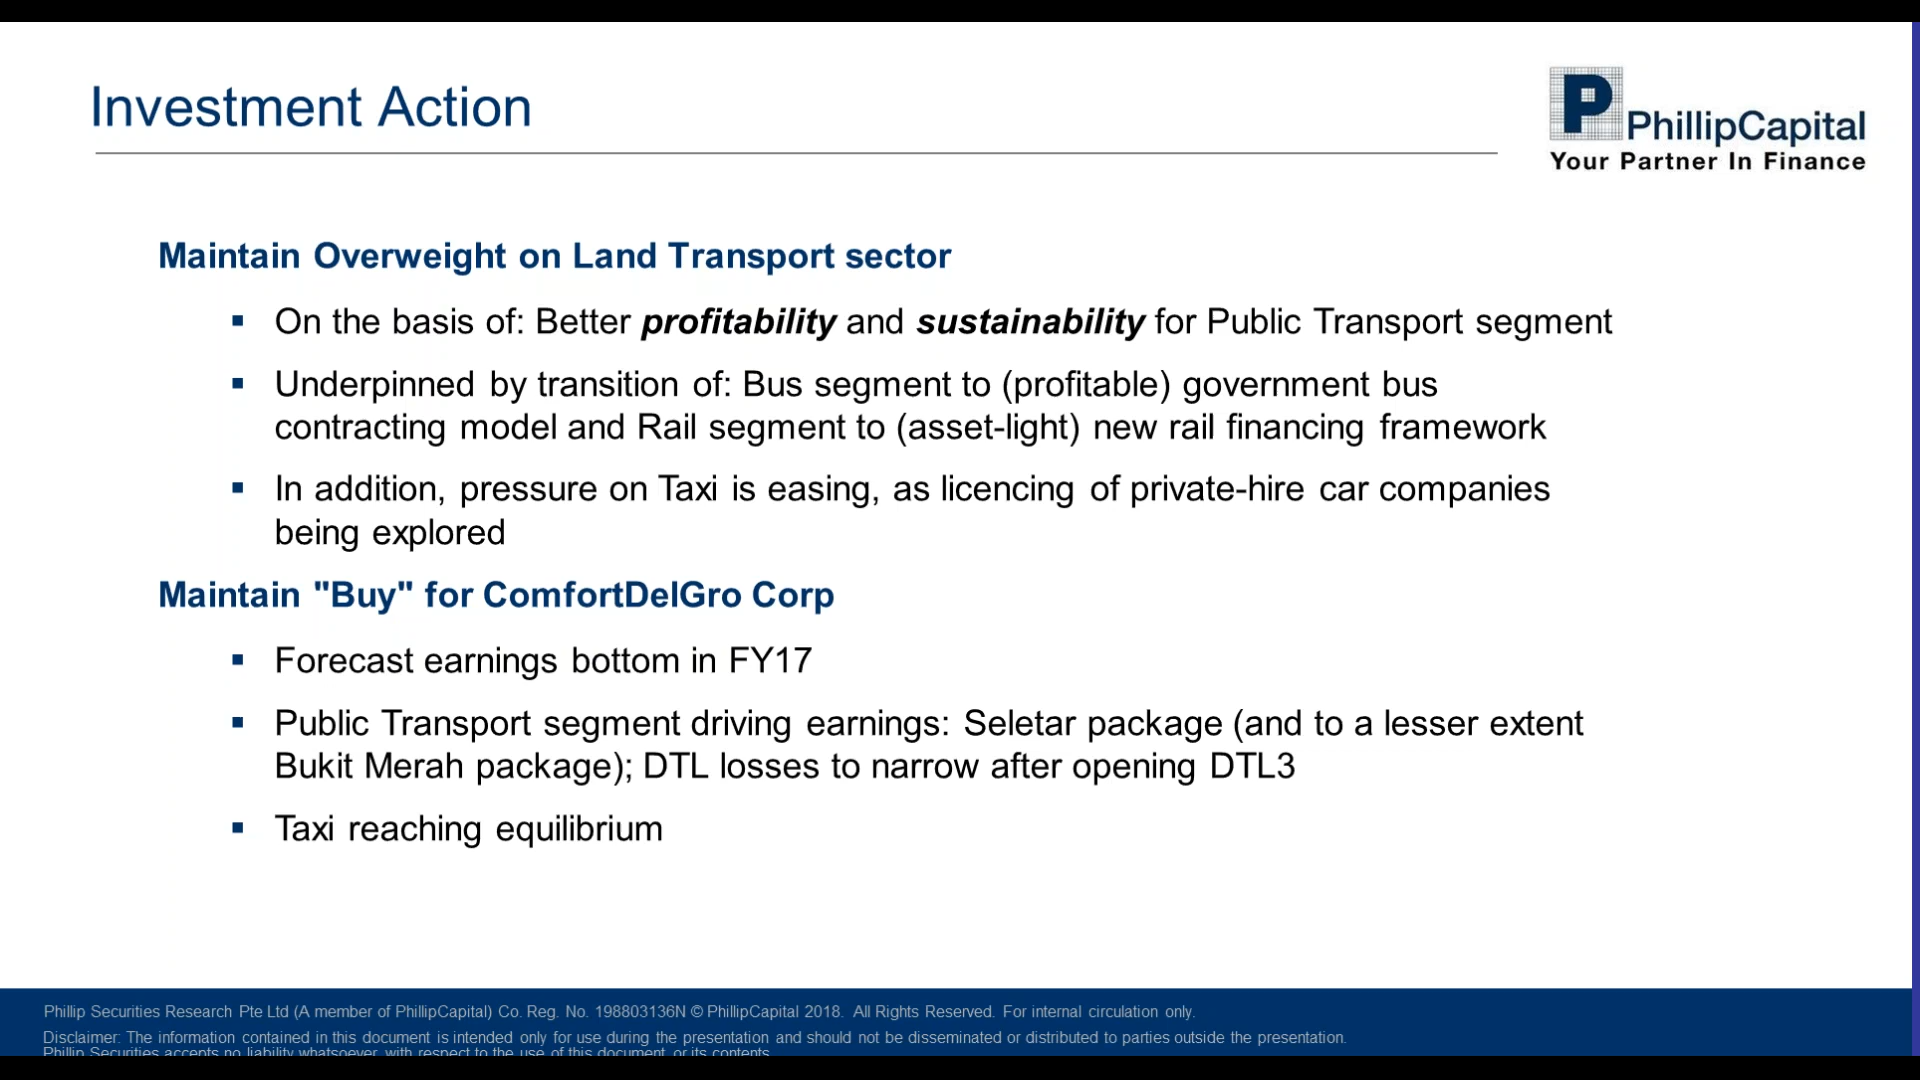 Investment Action
P PhillipCapital
Your Partner In Finance
Maintain Overweight on Land Transport sector
▪ On the basis of: Better profitability and sustainability for Public Transport segment
▪ Underpinned by transition of: Bus segment to (profitable) government bus
contracting model and Rail segment to (asset-light) new rail financing framework
▪ In addition, pressure on Taxi is easing, as licencing of private-hire car companies
being explored
Maintain "Buy" for ComfortDelGro Corp
▪ Forecast earnings bottom in FY17
▪ Public Transport segment driving earnings: Seletar package (and to a lesser extent
Bukit Merah package); DTL losses to narrow after opening DTL3
▪ Taxi reaching equilibrium
Phillip Securities Research Pte Ltd (A member of PhillipCapital) Co. Reg. No. 198803136N © PhillipCapital 2018. All Rights Reserved. For internal circulation only.
Disclaimer: The information contained in this document is intended only for use during the presentation and should not be disseminated or distributed to parties outside the presentation.
Phillip Securities accepts no liability whatsoever with respect to the use of this document or its contents.